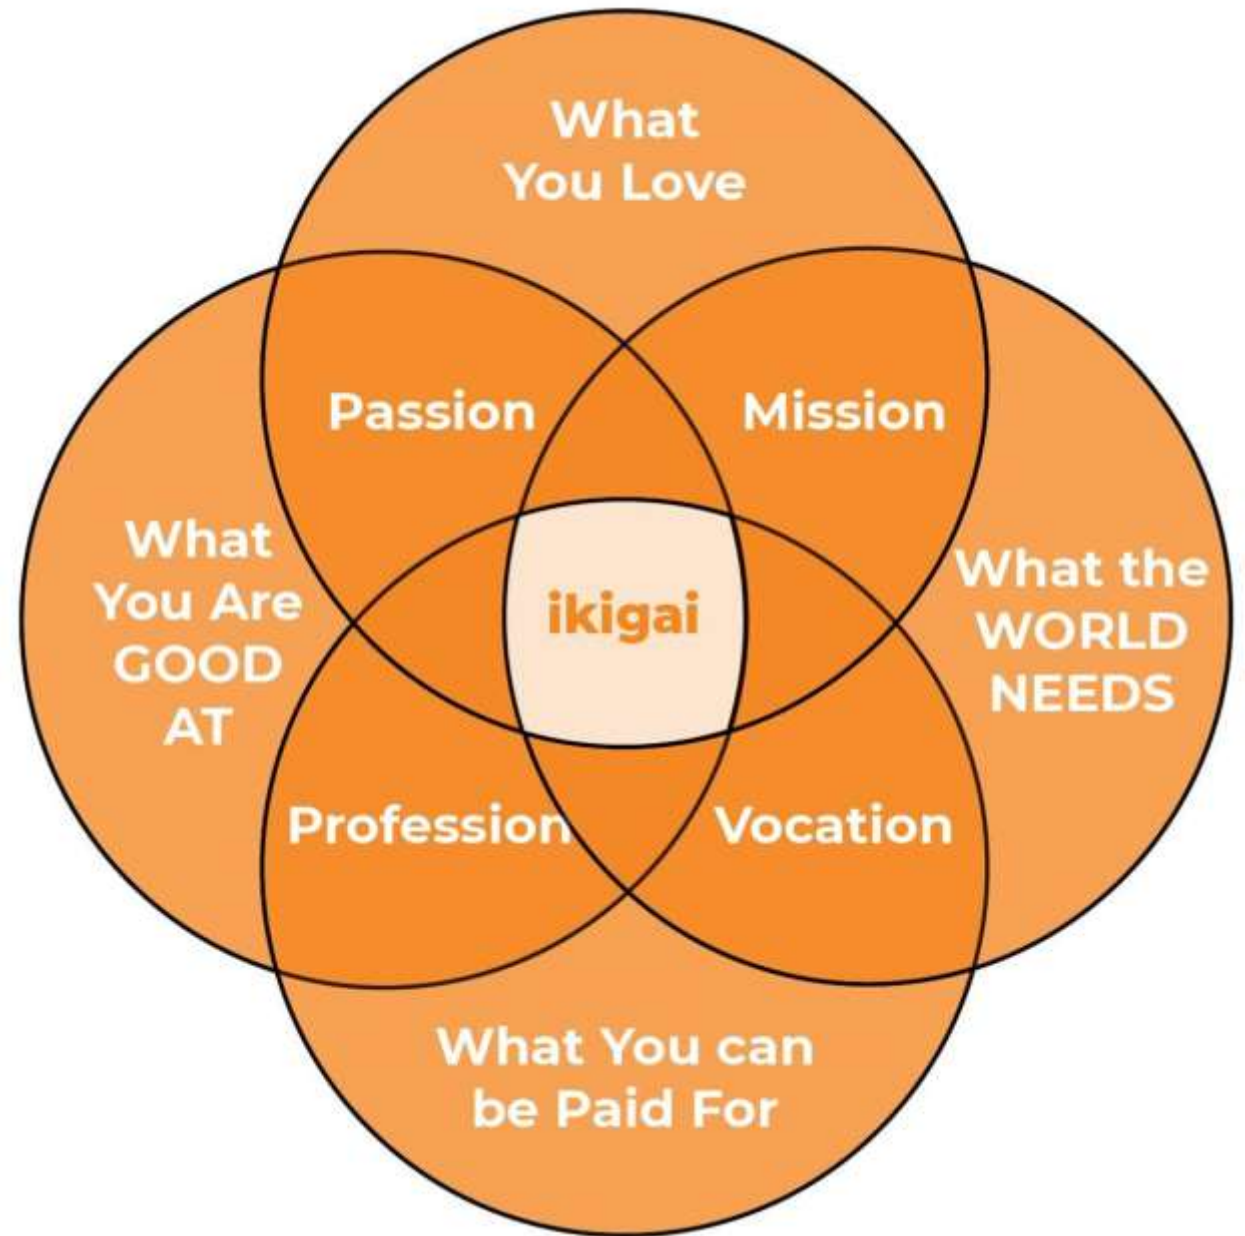 What
You Love
Passion
Mission
What
You Are
GOOD
AT
ikigai
What the
WORLD
NEEDS
Profession
Vocation
What You can
be Paid For